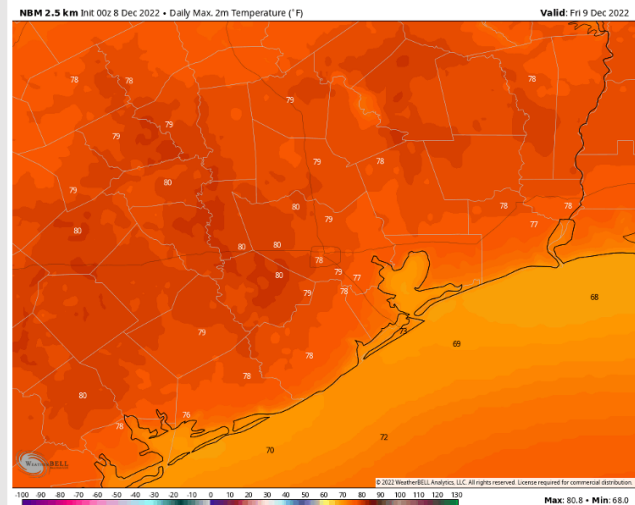 NBM 2.5 km Init 00z 8 Dec 2022 • Daily Max. 2m Temperature (°F)
Valid: Fri 9 Dec 2022
78 78 78
79
79 79
79 78
80
79
80 78 78
79 77
80
80 80
78
79 77
80
79 78
68
79 73
69
78
78
80
76
78 72
70
WeatherBELL
© 2022 WeatherBELL Analytics, LLC. All rights reserved. License required for commercial distribution.
-100 -90 -80 -70 -60 -50 -40 -30 -20 -10 0 10 20 30 40 50 60 70 80 90 100 110 120 130
Max: 80.8 • Min: 68.0